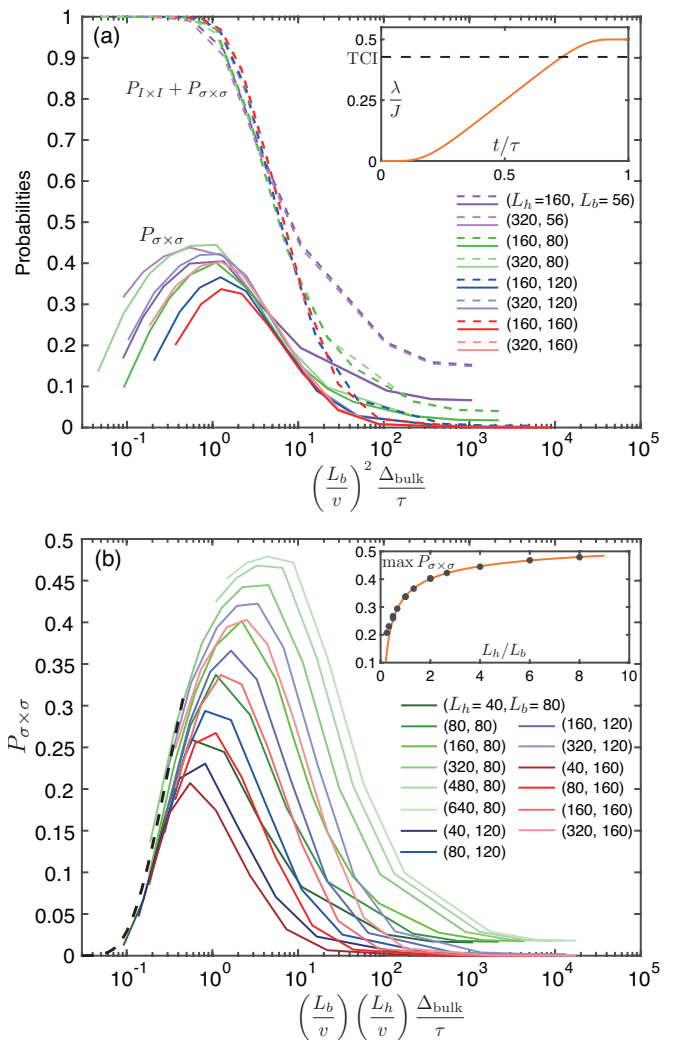 (a)
1
0.9
0.8
0.7
0.6
0.5
0.4
0.3
0.2
0.1
0
Probabilities
P_{I×I} + P_{σ×σ}
P_{σ×σ}
0.5
TCI
0.25
λ/J
0
0
0.5
1
t/τ
(L_h=160, L_b= 56)
(320, 56)
(160, 80)
(320, 80)
(160, 120)
(320, 120)
(160, 160)
(320, 160)
10^{-1} 10^0 10^1 10^2 10^3 10^4 10^5
(L_b/v)^2 Δ_{bulk}/τ
(b)
0.5
0.45
0.4
0.35
0.3
0.25
0.2
0.15
0.1
0.05
0
P_{σ×σ}
0.5
0.4
0.3
0.2
0.1
max P_{σ×σ}
L_h/L_b
0 2 4 6 8 10
(L_h= 40, L_b= 80)
(80, 80)
(160, 80)
(320, 80)
(480, 80)
(640, 80)
(40, 120)
(80, 120)
(160, 120)
(320, 120)
(40, 160)
(80, 160)
(160, 160)
(320, 160)
10^{-1} 10^0 10^1 10^2 10^3 10^4 10^5
(L_b/v) (L_h/v) Δ_{bulk}/τ